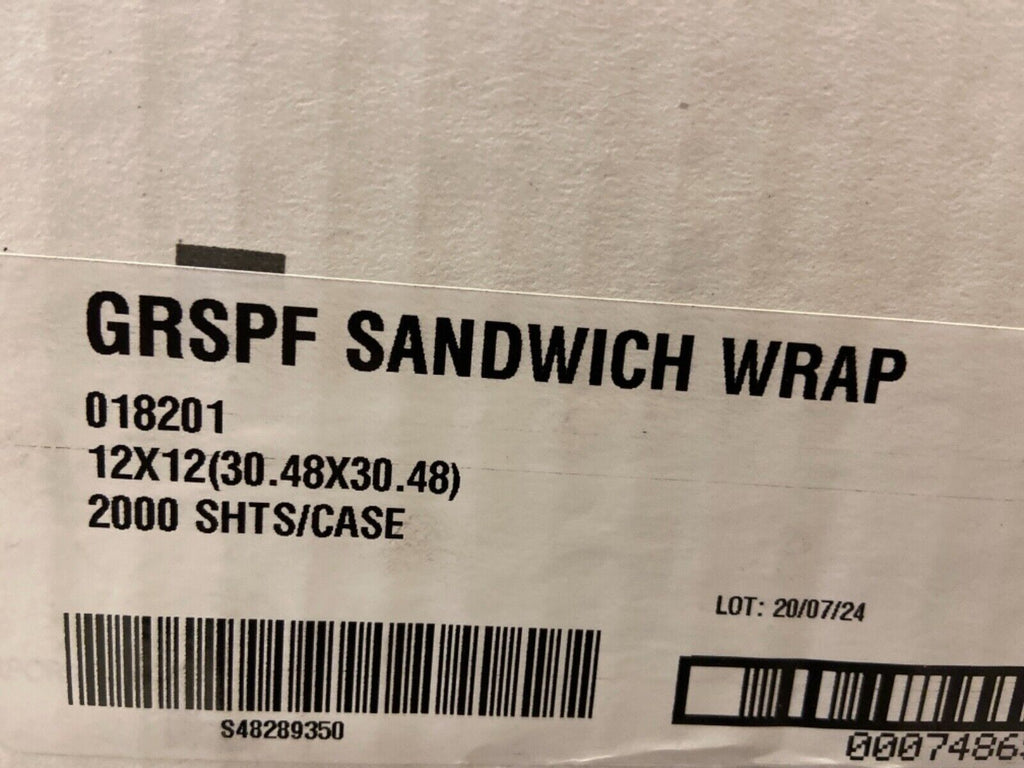 GRSPF SANDWICH WRAP
018201
12X12(30.48X30.48)
2000 SHTS/CASE
LOT: 20/07/24
S48289350